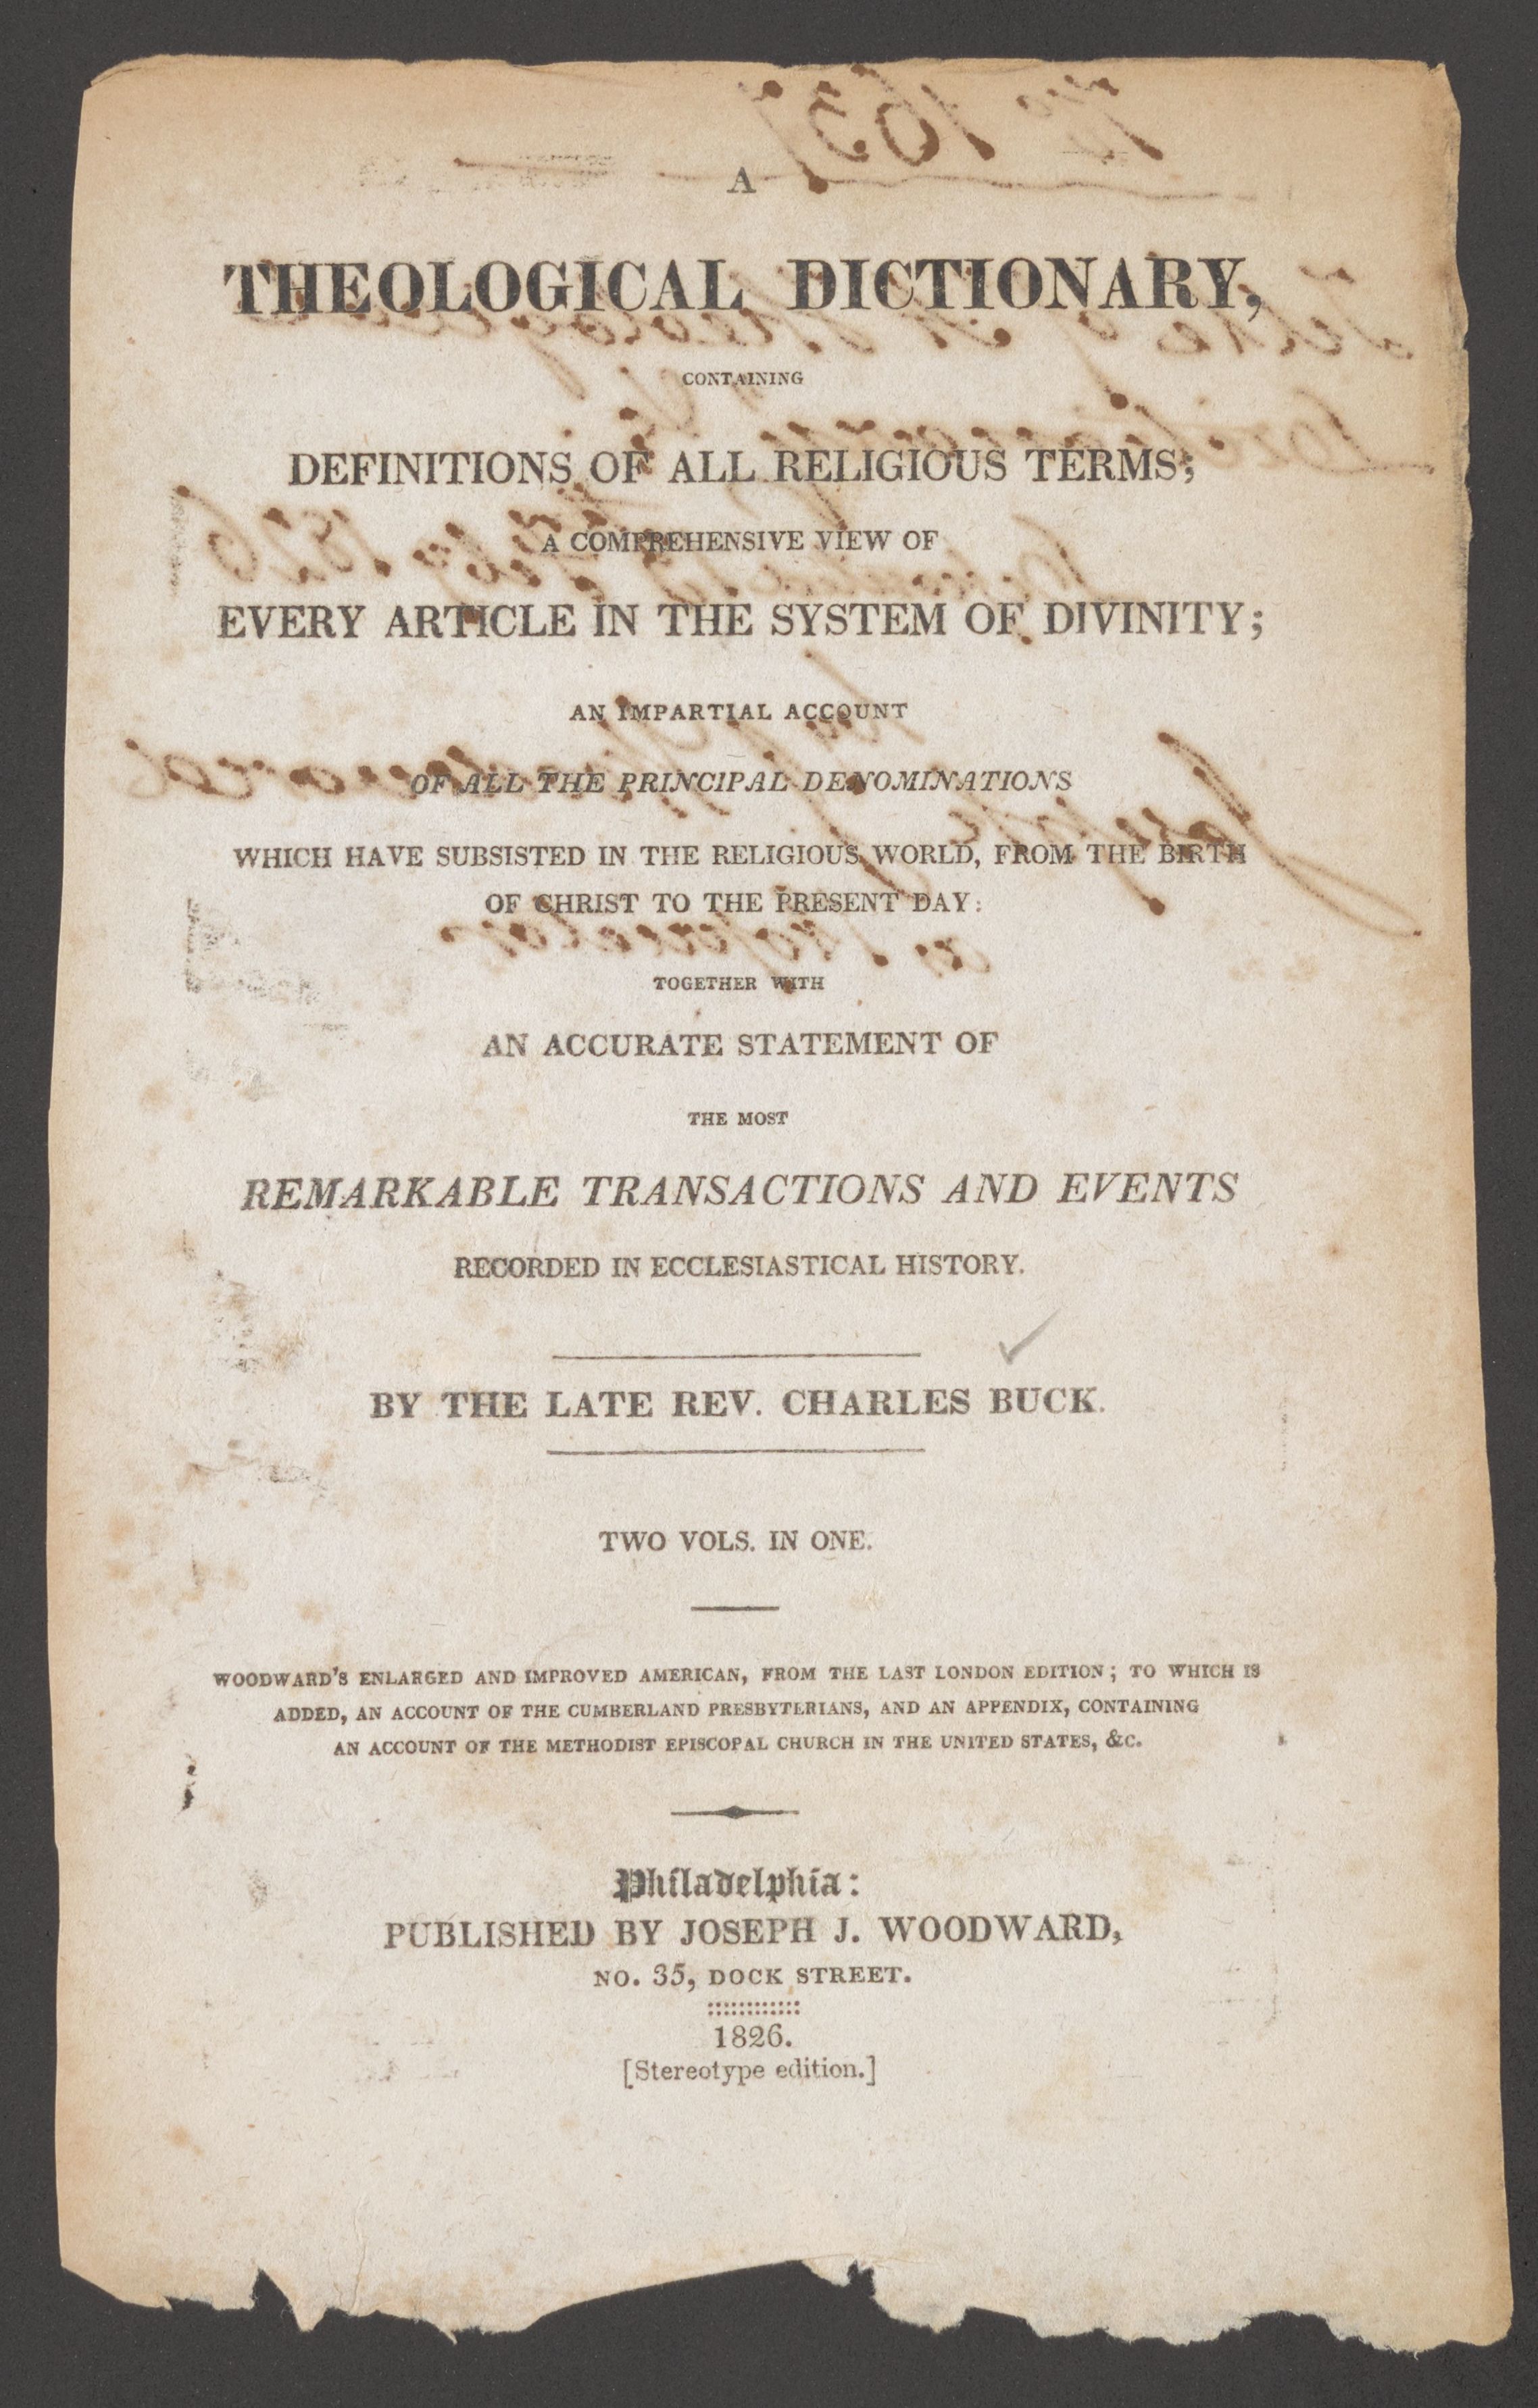 A
THEOLOGICAL DICTIONARY,
CONTAINING
DEFINITIONS OF ALL RELIGIOUS TERMS;
A COMPREHENSIVE VIEW OF
EVERY ARTICLE IN THE SYSTEM OF DIVINITY;
AN IMPARTIAL ACCOUNT
OF ALL THE PRINCIPAL DENOMINATIONS
WHICH HAVE SUBSISTED IN THE RELIGIOUS WORLD, FROM THE BIRTH
OF CHRIST TO THE PRESENT DAY:
TOGETHER WITH
AN ACCURATE STATEMENT OF
THE MOST
REMARKABLE TRANSACTIONS AND EVENTS
RECORDED IN ECCLESIASTICAL HISTORY.
BY THE LATE REV. CHARLES BUCK.
TWO VOLS. IN ONE.
WOODWARD'S ENLARGED AND IMPROVED AMERICAN, FROM THE LAST LONDON EDITION; TO WHICH IS
ADDED, AN ACCOUNT OF THE CUMBERLAND PRESBYTERIANS, AND AN APPENDIX, CONTAINING
AN ACCOUNT OF THE METHODIST EPISCOPAL CHURCH IN THE UNITED STATES, &C.
Philadelphia:
PUBLISHED BY JOSEPH J. WOODWARD,
NO. 35, DOCK STREET.
1826.
[Stereotype edition.]